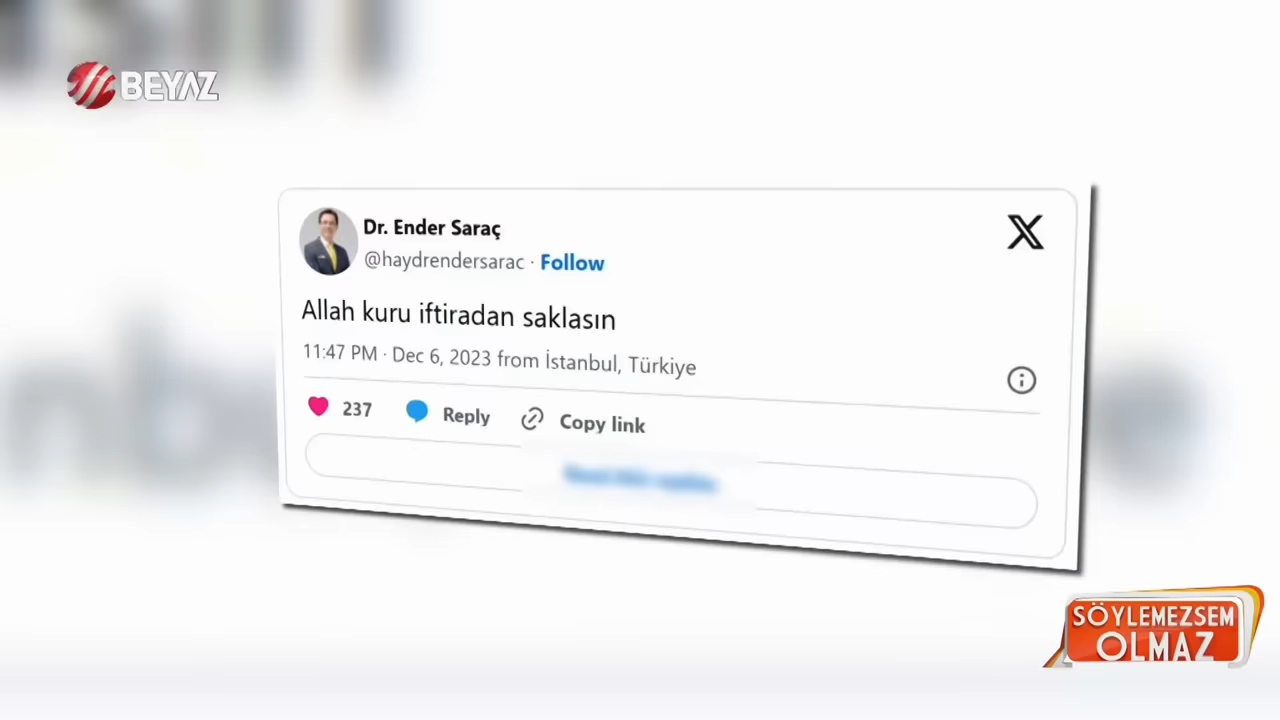 BEYAZ
Dr. Ender Saraç
@haydrendersarac · Follow
Allah kuru iftiradan saklasın
11:47 PM · Dec 6, 2023 from İstanbul, Türkiye
237 Reply Copy link
SÖYLEMEZSEM
OLMAZ